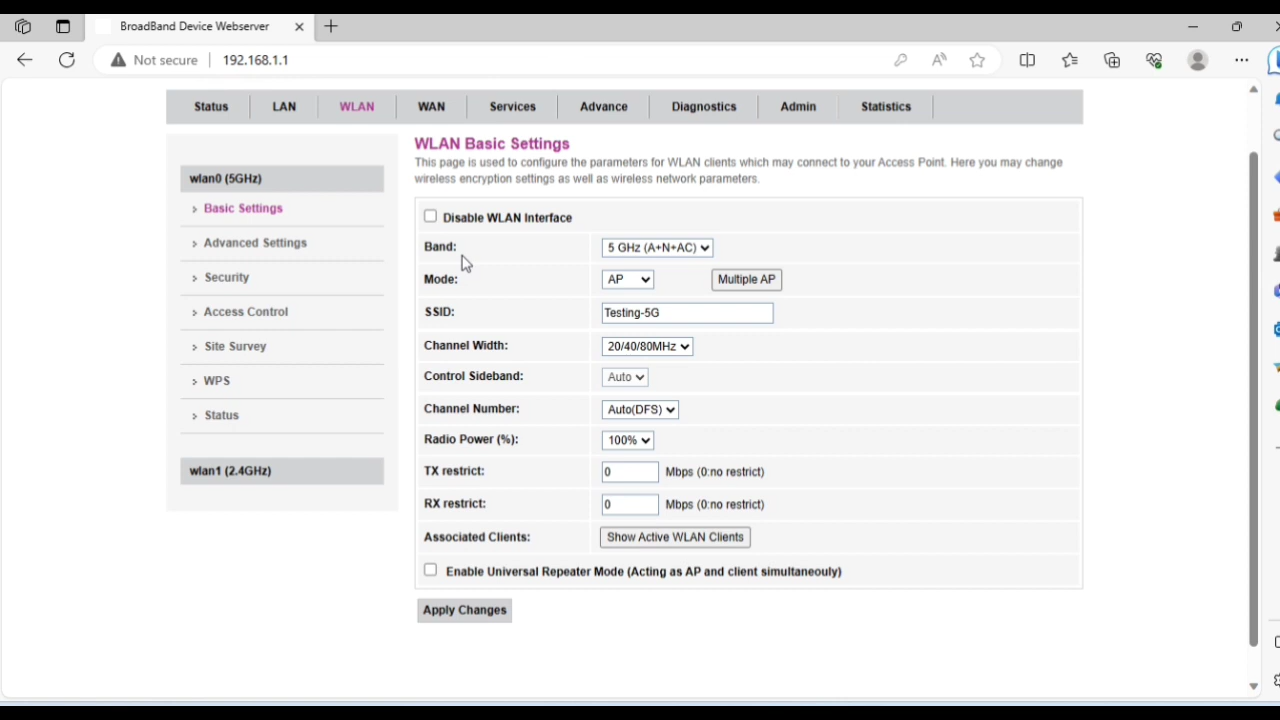 BroadBand Device Webserver
Not secure
192.168.1.1
Status LAN WLAN WAN Services Advance Diagnostics Admin Statistics
wlan0 (5GHz)
Basic Settings
Advanced Settings
Security
Access Control
Site Survey
WPS
Status
wlan1 (2.4GHz)
WLAN Basic Settings
This page is used to configure the parameters for WLAN clients which may connect to your Access Point. Here you may change
wireless encryption settings as well as wireless network parameters.
Disable WLAN Interface
Band: 5 GHz (A+N+AC)
Mode: AP Multiple AP
SSID: Testing-5G
Channel Width: 20/40/80MHz
Control Sideband: Auto
Channel Number: Auto(DFS)
Radio Power (%): 100%
TX restrict: 0 Mbps (0:no restrict)
RX restrict: 0 Mbps (0:no restrict)
Associated Clients: Show Active WLAN Clients
Enable Universal Repeater Mode (Acting as AP and client simultaneouly)
Apply Changes